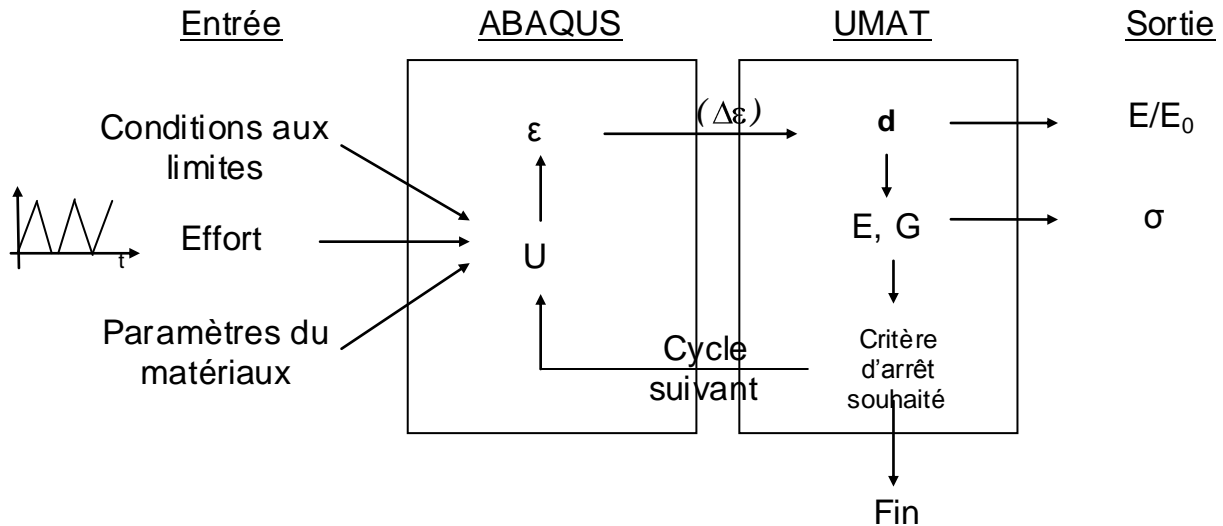 Entrée
ABAQUS
UMAT
Sortie
Conditions aux
limites
ε
(Δε)
d
E/E₀
t
Effort
U
E, G
σ
Paramètres du
matériaux
Cycle
suivant
Critère
d'arrêt
souhaité
Fin